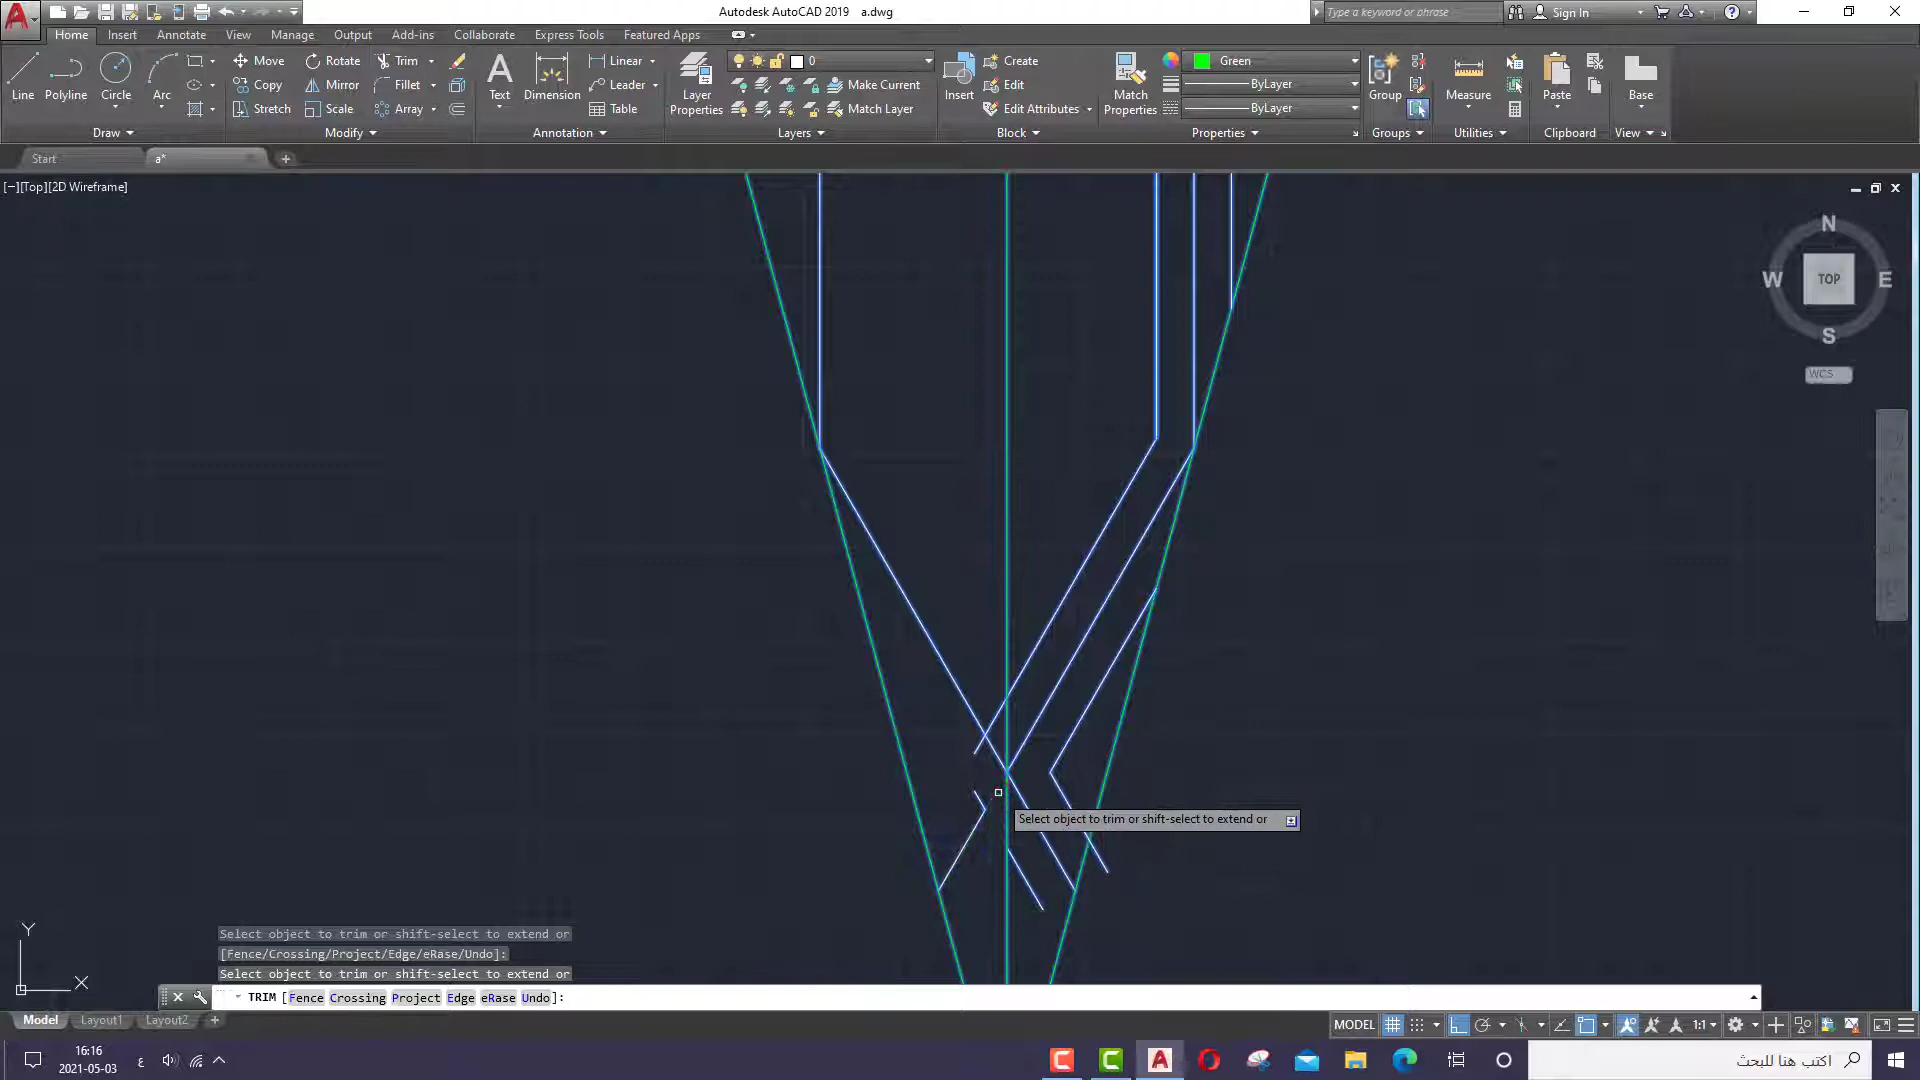 Autodesk AutoCAD 2019 a.dwg
Type a keyword or phrase
Sign In
Home Insert Annotate View Manage Output Add-ins Collaborate Express Tools Featured Apps
Line Polyline Circle Arc
Move Rotate Trim
Copy Mirror Fillet
Stretch Scale Array
Text Dimension
Linear
Leader
Table
Layer Properties
0
Make Current
Match Layer
Insert
Create
Edit
Edit Attributes
Match Properties
Green
ByLayer
ByLayer
Group
Measure
Paste
Base
Draw Modify Annotation Layers Block Properties Groups Utilities Clipboard View
Start a*
[−][Top][2D Wireframe]
N
W TOP E
S
WCS
Select object to trim or shift-select to extend or
Y
X
Select object to trim or shift-select to extend or
[Fence/Crossing/Project/Edge/eRase/Undo]:
Select object to trim or shift-select to extend or
TRIM [Fence Crossing Project Edge eRase Undo]:
Model Layout1 Layout2
MODEL 1:1
16:16
2021-05-03
ع
اكتب هنا للبحث